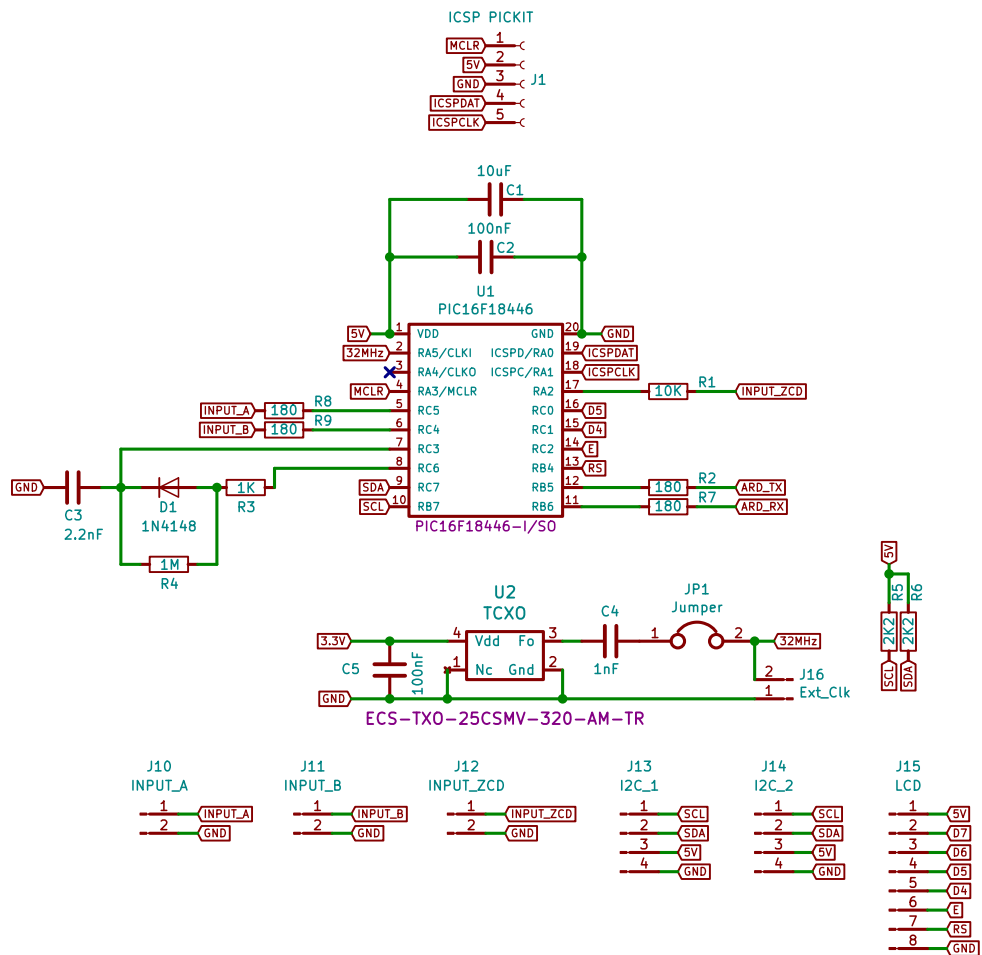 ICSP PICKIT
MCLR 1
5V 2
GND 3
J1
ICSPDAT 4
ICSPCLK 5
10uF
C1
100nF
C2
U1
PIC16F18446
5V 1 VDD GND 20 GND
32MHz 2 RA5/CLKI ICSPD/RA0 19 ICSPDAT
3 RA4/CLKO ICSPC/RA1 18 ICSPCLK
MCLR 4 RA3/MCLR RA2 17 10K R1 INPUT_ZCD
INPUT_A 180 R8 5 RC5 RC0 16 D5
INPUT_B 180 R9 6 RC4 RC1 15 D4
7 RC3 RC2 14 E
8 RC6 RB4 13 RS
SDA 9 RC7 RB5 12 180 R2 ARD_TX
SCL 10 RB7 RB6 11 180 R7 ARD_RX
PIC16F18446-I/SO
GND
C3
2.2nF
D1
1N4148
1K
R3
1M
R4
5V
R5
R6
2K2
2K2
SCL
SDA
U2
TCXO
C4
1nF
JP1
Jumper
3.3V 4 Vdd Fo 3 1 2 32MHz
C5
100nF
1 Nc Gnd 2
2 J16
1 Ext_Clk
GND
ECS-TXO-25CSMV-320-AM-TR
J10
INPUT_A
1 INPUT_A
2 GND
J11
INPUT_B
1 INPUT_B
2 GND
J12
INPUT_ZCD
1 INPUT_ZCD
2 GND
J13
I2C_1
1 SCL
2 SDA
3 5V
4 GND
J14
I2C_2
1 SCL
2 SDA
3 5V
4 GND
J15
LCD
1 5V
2 D7
3 D6
4 D5
5 D4
6 E
7 RS
8 GND